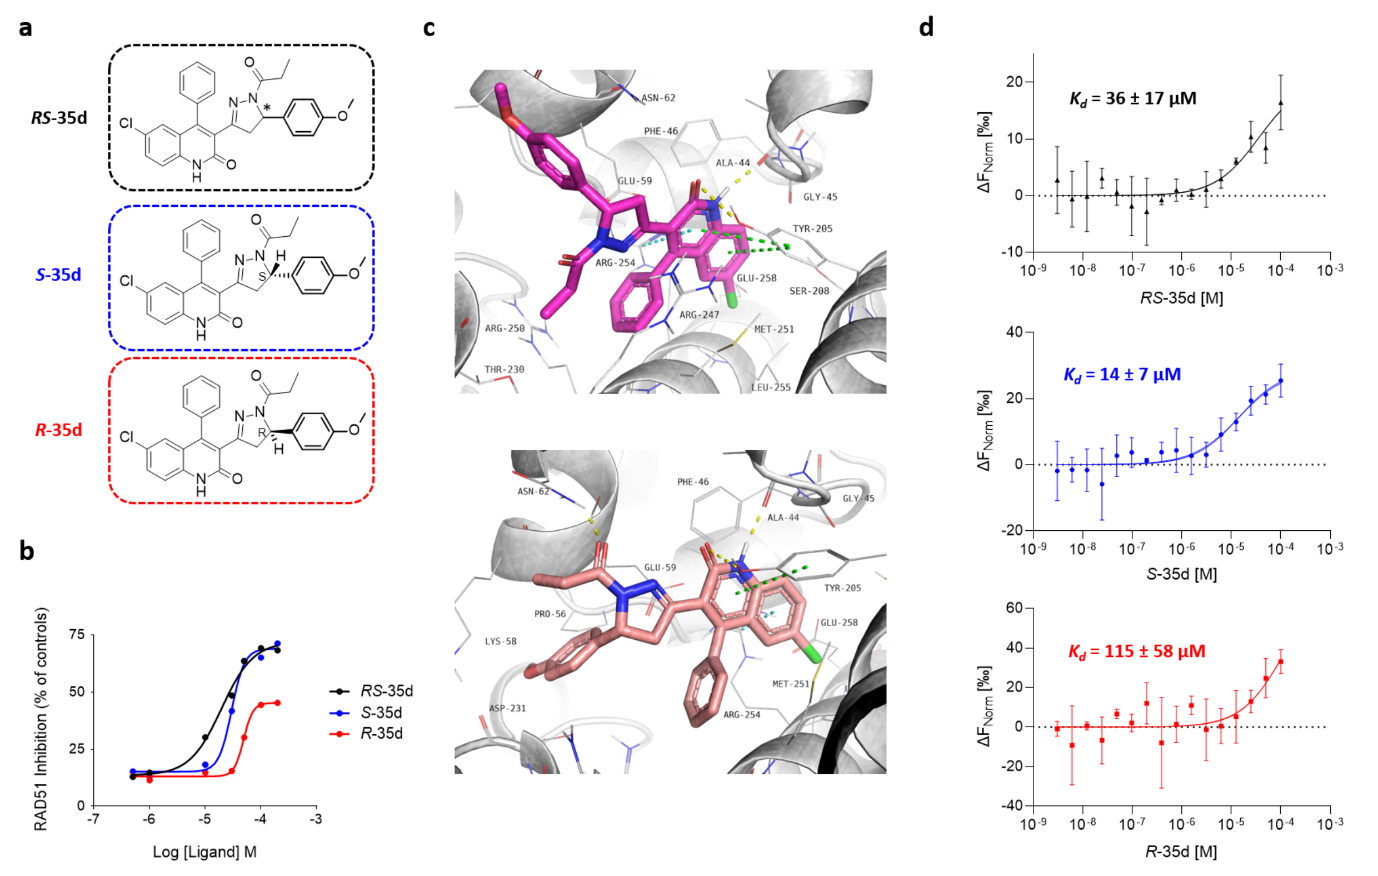 a
RS-35d
O
N
N
*
Cl
O
N
H
O
S-35d
O
N
H
N
S
Cl
O
N
H
O
R-35d
O
N
N
R
H
Cl
O
N
H
O
b
RAD51 Inhibition (% of controls)
75
50
25
0
-7
-6
-5
-4
-3
Log [Ligand] M
RS-35d
S-35d
R-35d
c
ASN-62
PHE-46
ALA-44
GLU-59
GLY-45
TYR-205
ARG-254
GLU-258
SER-208
ARG-247
ARG-250
MET-251
THR-230
LEU-255
ASN-62
PHE-46
GLY-45
ALA-44
GLU-59
TYR-205
PRO-56
GLU-258
LYS-58
MET-251
ASP-231
ARG-254
d
ΔFNorm [‰]
Kd = 36 ± 17 μM
20
10
0
-10
10-9
10-8
10-7
10-6
10-5
10-4
10-3
RS-35d [M]
ΔFNorm [‰]
Kd = 14 ± 7 μM
40
20
0
-20
10-9
10-8
10-7
10-6
10-5
10-4
10-3
S-35d [M]
ΔFNorm [‰]
Kd = 115 ± 58 μM
60
40
20
0
-20
-40
10-9
10-8
10-7
10-6
10-5
10-4
10-3
R-35d [M]